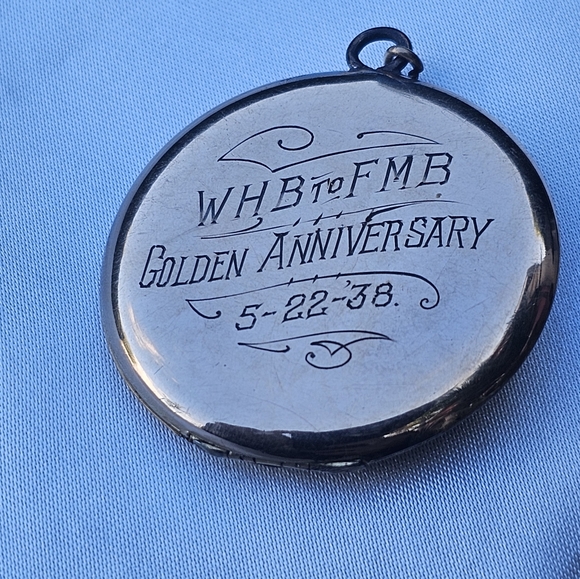 WHB TO FMB
GOLDEN ANNIVERSARY
5-22-38.